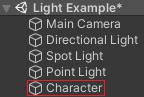 Light Example*
Main Camera
Directional Light
Spot Light
Point Light
Character